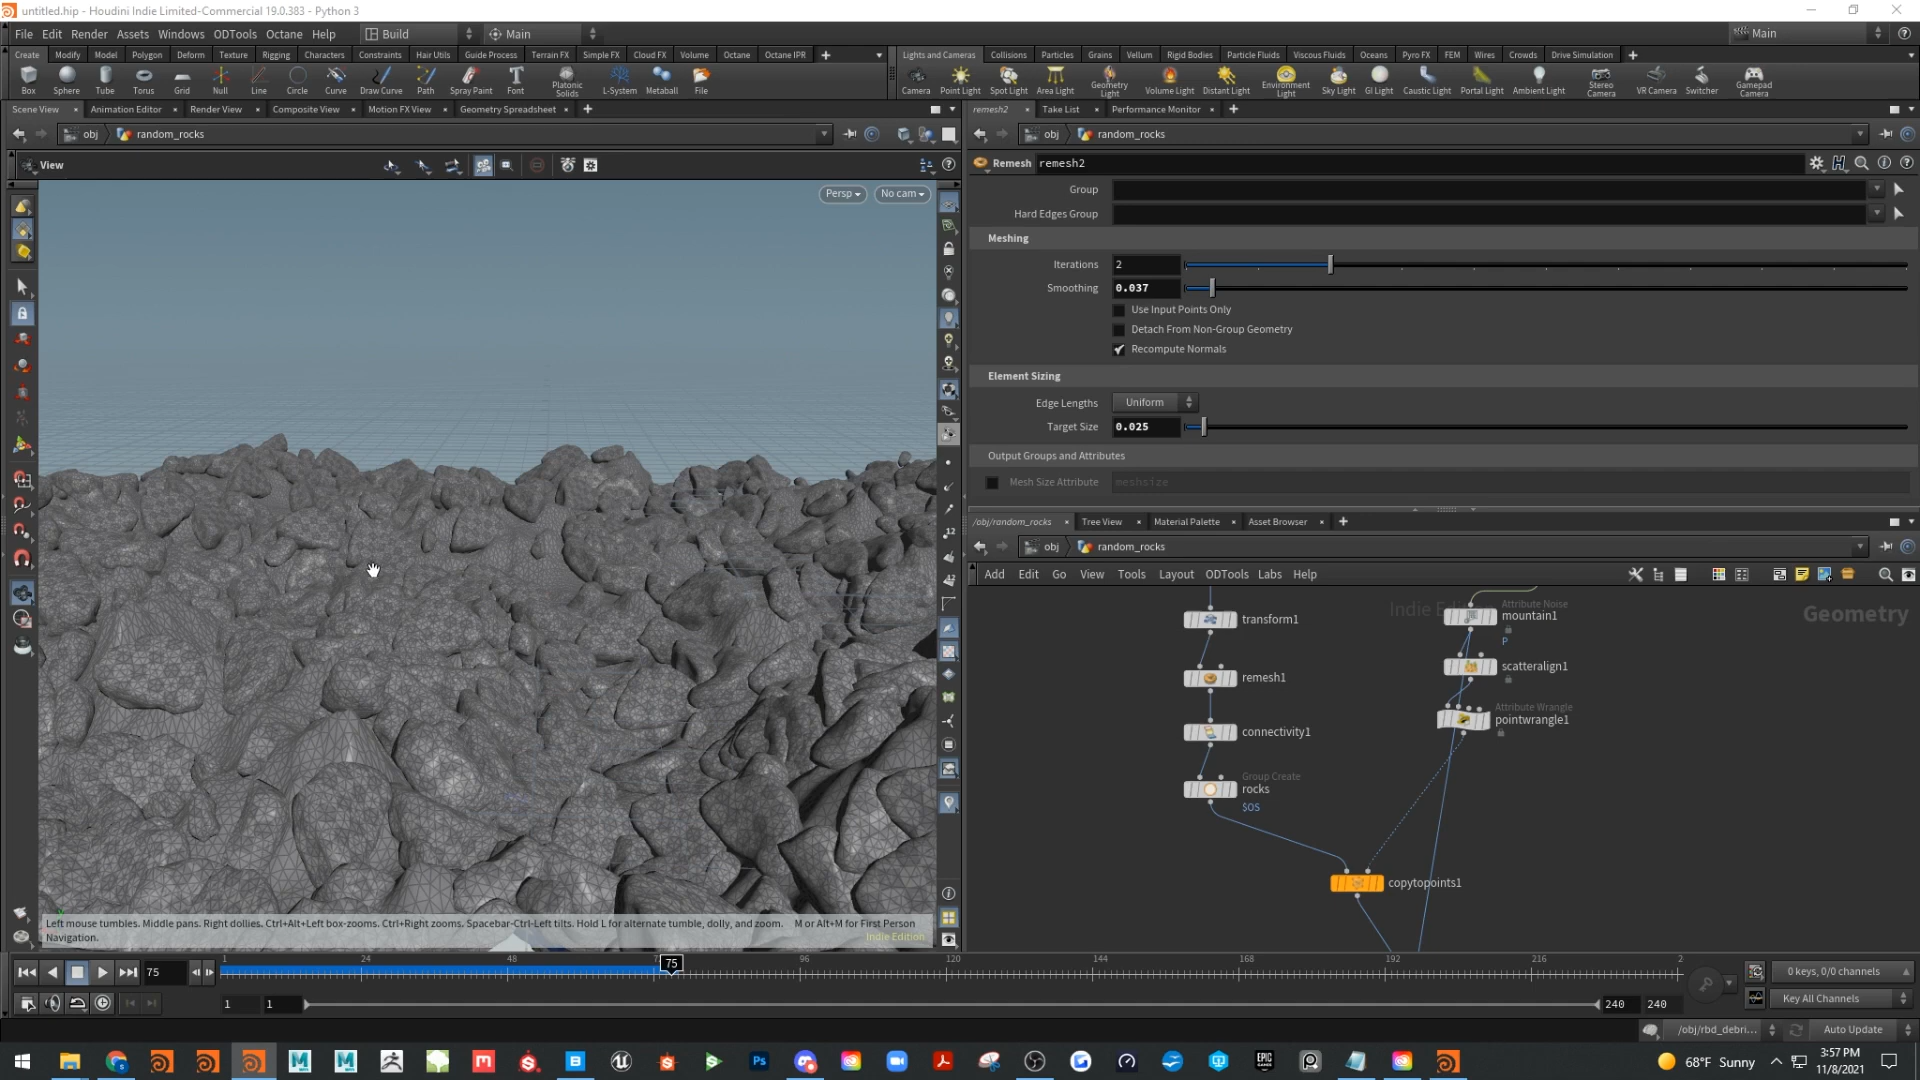 untitled.hip - Houdini Indie Limited-Commercial 19.0.383 - Python 3
File Edit Render Assets Windows ODTools Octane Help Build Main Main
Create Modify Model Polygon Deform Texture Rigging Characters Constraints Hair Utils Guide Process Terrain FX Simple FX Cloud FX Volume Octane Octane IPR
Lights and Cameras Collisions Particles Grains Vellum Rigid Bodies Particle Fluids Viscous Fluids Oceans Pyro FX FEM Wires Crowds Drive Simulation
Box Sphere Tube Torus Grid Null Line Circle Curve Draw Curve Path Spray Paint Font Platonic Solids L-System Metaball File
Camera Point Light Spot Light Area Light Geometry Light Volume Light Distant Light Environment Light Sky Light GI Light Caustic Light Portal Light Ambient Light Stereo Camera VR Camera Switcher Gamepad Camera
Scene View Animation Editor Render View Composite View Motion FX View Geometry Spreadsheet
remesh2 Take List Performance Monitor
obj random_rocks
obj random_rocks
View
Persp No cam
Remesh remesh2
Group
Hard Edges Group
Meshing
Iterations 2
Smoothing 0.037
Use Input Points Only
Detach From Non-Group Geometry
Recompute Normals
Element Sizing
Edge Lengths Uniform
Target Size 0.025
Output Groups and Attributes
Mesh Size Attribute meshsize
/obj/random_rocks Tree View Material Palette Asset Browser
obj random_rocks
Add Edit Go View Tools Layout ODTools Labs Help
Geometry
Attribute Noise
mountain1
P
transform1
scatteralign1
remesh1
Attribute Wrangle
pointwrangle1
connectivity1
Group Create
rocks
$OS
copytopoints1
Left mouse tumbles. Middle pans. Right dollies. Ctrl+Alt+Left box-zooms. Ctrl+Right zooms. Spacebar-Ctrl-Left tilts. Hold L for alternate tumble, dolly, and zoom. M or Alt+M for First Person
Navigation.
Indie Edition
75 1 24 48 75 96 120 144 168 192 216 2
0 keys, 0/0 channels
1 1 240 240
Key All Channels
/obj/rbd_debri... Auto Update
68°F Sunny
3:57 PM
11/8/2021